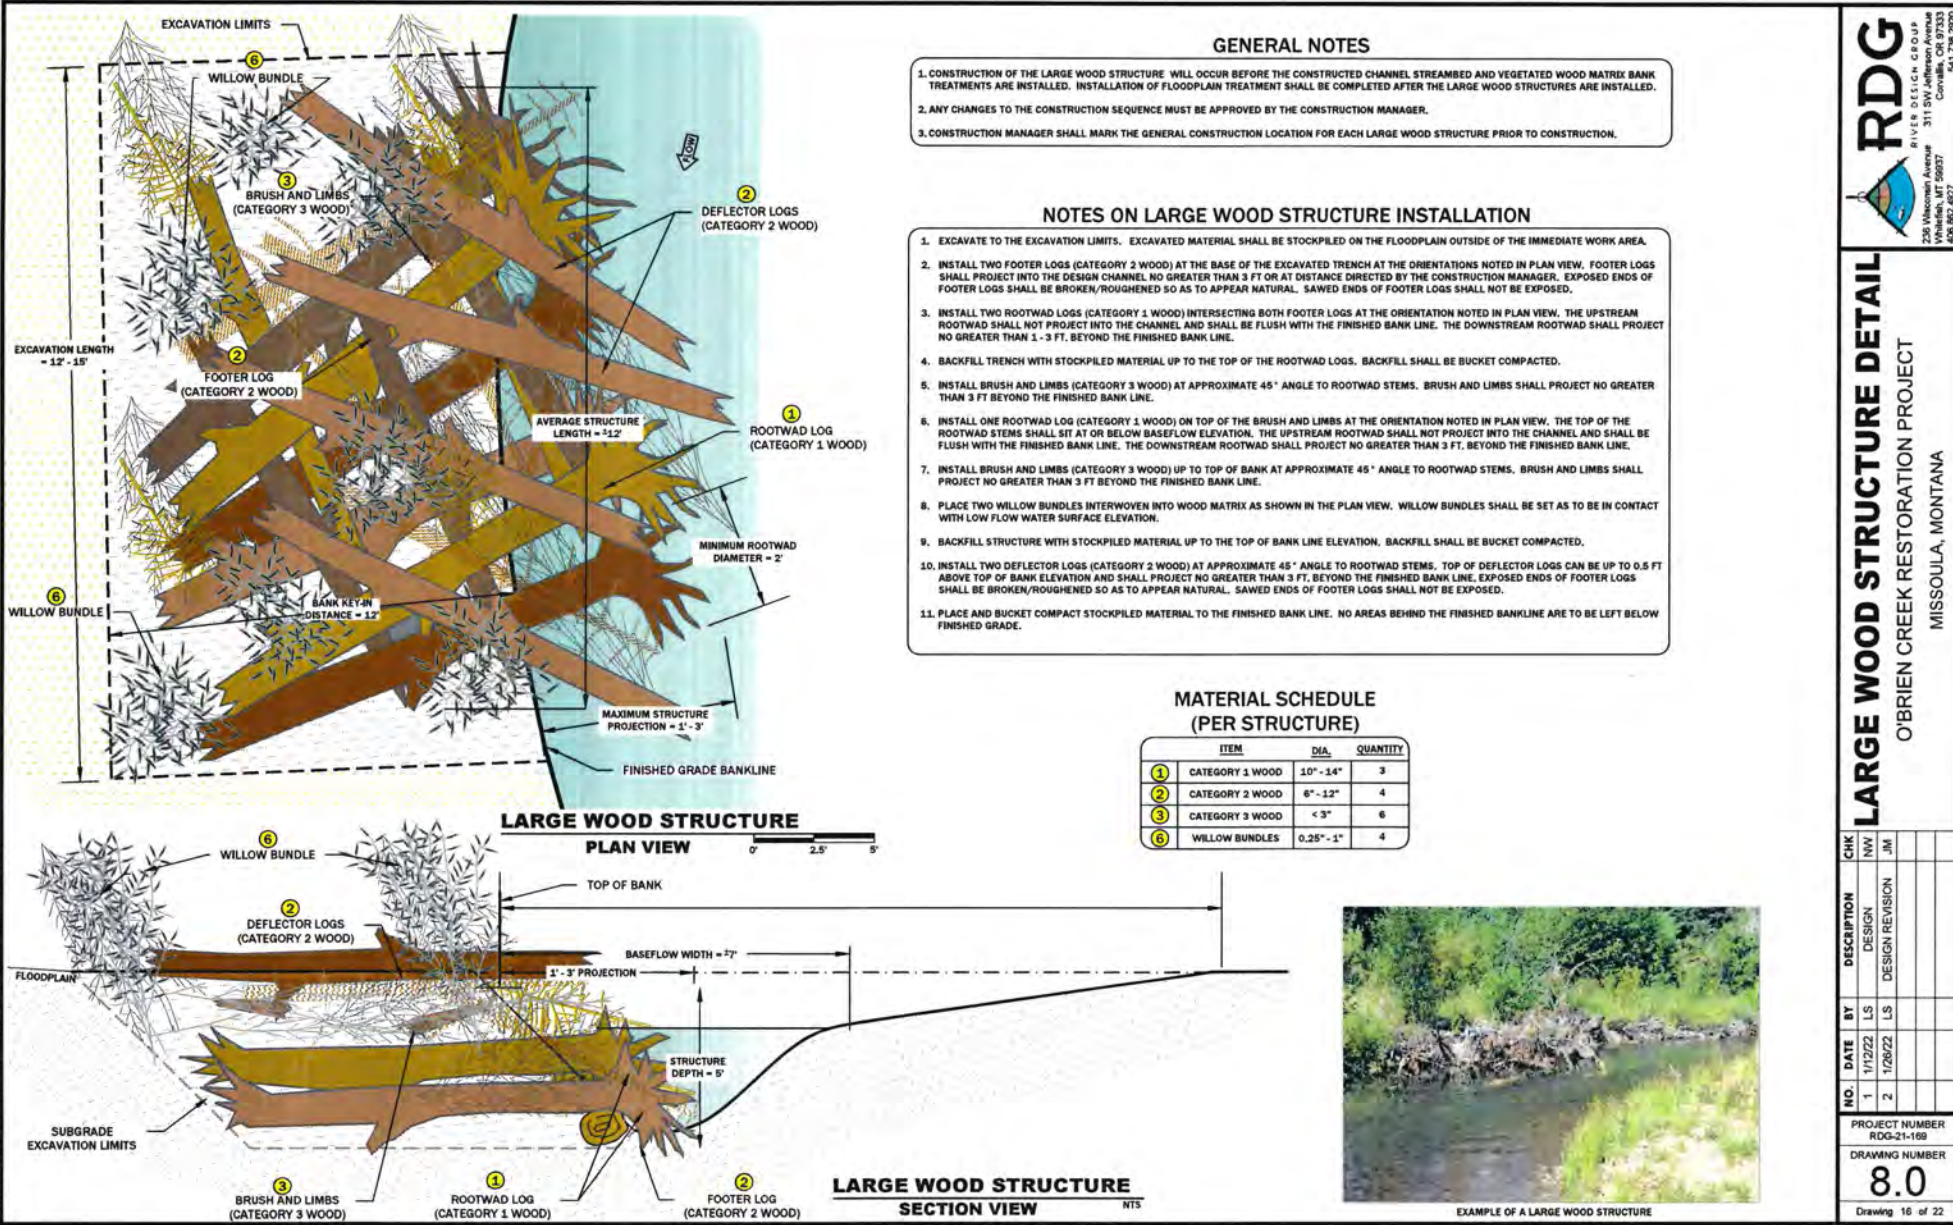 EXCAVATION LIMITS
6
WILLOW BUNDLE
3
BRUSH AND LIMBS
(CATEGORY 3 WOOD)
FLOW
2
DEFLECTOR LOGS
(CATEGORY 2 WOOD)
EXCAVATION LENGTH
= 12' - 15'
2
FOOTER LOG
(CATEGORY 2 WOOD)
AVERAGE STRUCTURE
LENGTH = ±12'
1
ROOTWAD LOG
(CATEGORY 1 WOOD)
MINIMUM ROOTWAD
DIAMETER = 2'
6
WILLOW BUNDLE
BANK KEY-IN
DISTANCE = 12'
MAXIMUM STRUCTURE
PROJECTION = 1' - 3'
FINISHED GRADE BANKLINE
LARGE WOOD STRUCTURE
PLAN VIEW
0' 2.5' 5'
6
WILLOW BUNDLE
TOP OF BANK
2
DEFLECTOR LOGS
(CATEGORY 2 WOOD)
BASEFLOW WIDTH = ±7'
FLOODPLAIN
1' - 3' PROJECTION
STRUCTURE
DEPTH = 5'
SUBGRADE
EXCAVATION LIMITS
3
BRUSH AND LIMBS
(CATEGORY 3 WOOD)
1
ROOTWAD LOG
(CATEGORY 1 WOOD)
2
FOOTER LOG
(CATEGORY 2 WOOD)
LARGE WOOD STRUCTURE
SECTION VIEW NTS
GENERAL NOTES
1. CONSTRUCTION OF THE LARGE WOOD STRUCTURE WILL OCCUR BEFORE THE CONSTRUCTED CHANNEL STREAMBED AND VEGETATED WOOD MATRIX BANK
TREATMENTS ARE INSTALLED. INSTALLATION OF FLOODPLAIN TREATMENT SHALL BE COMPLETED AFTER THE LARGE WOOD STRUCTURES ARE INSTALLED.
2. ANY CHANGES TO THE CONSTRUCTION SEQUENCE MUST BE APPROVED BY THE CONSTRUCTION MANAGER.
3. CONSTRUCTION MANAGER SHALL MARK THE GENERAL CONSTRUCTION LOCATION FOR EACH LARGE WOOD STRUCTURE PRIOR TO CONSTRUCTION.
NOTES ON LARGE WOOD STRUCTURE INSTALLATION
1. EXCAVATE TO THE EXCAVATION LIMITS. EXCAVATED MATERIAL SHALL BE STOCKPILED ON THE FLOODPLAIN OUTSIDE OF THE IMMEDIATE WORK AREA.
2. INSTALL TWO FOOTER LOGS (CATEGORY 2 WOOD) AT THE BASE OF THE EXCAVATED TRENCH AT THE ORIENTATIONS NOTED IN PLAN VIEW. FOOTER LOGS
SHALL PROJECT INTO THE DESIGN CHANNEL NO GREATER THAN 3 FT OR AT DISTANCE DIRECTED BY THE CONSTRUCTION MANAGER. EXPOSED ENDS OF
FOOTER LOGS SHALL BE BROKEN/ROUGHENED SO AS TO APPEAR NATURAL. SAWED ENDS OF FOOTER LOGS SHALL NOT BE EXPOSED.
3. INSTALL TWO ROOTWAD LOGS (CATEGORY 1 WOOD) INTERSECTING BOTH FOOTER LOGS AT THE ORIENTATION NOTED IN PLAN VIEW. THE UPSTREAM
ROOTWAD SHALL NOT PROJECT INTO THE CHANNEL AND SHALL BE FLUSH WITH THE FINISHED BANK LINE. THE DOWNSTREAM ROOTWAD SHALL PROJECT
NO GREATER THAN 1 - 3 FT. BEYOND THE FINISHED BANK LINE.
4. BACKFILL TRENCH WITH STOCKPILED MATERIAL UP TO THE TOP OF THE ROOTWAD LOGS. BACKFILL SHALL BE BUCKET COMPACTED.
5. INSTALL BRUSH AND LIMBS (CATEGORY 3 WOOD) AT APPROXIMATE 45° ANGLE TO ROOTWAD STEMS. BRUSH AND LIMBS SHALL PROJECT NO GREATER
THAN 3 FT BEYOND THE FINISHED BANK LINE.
6. INSTALL ONE ROOTWAD LOG (CATEGORY 1 WOOD) ON TOP OF THE BRUSH AND LIMBS AT THE ORIENTATION NOTED IN PLAN VIEW. THE TOP OF THE
ROOTWAD STEMS SHALL SIT AT OR BELOW BASEFLOW ELEVATION. THE UPSTREAM ROOTWAD SHALL NOT PROJECT INTO THE CHANNEL AND SHALL BE
FLUSH WITH THE FINISHED BANK LINE. THE DOWNSTREAM ROOTWAD SHALL PROJECT NO GREATER THAN 3 FT. BEYOND THE FINISHED BANK LINE.
7. INSTALL BRUSH AND LIMBS (CATEGORY 3 WOOD) UP TO TOP OF BANK AT APPROXIMATE 45° ANGLE TO ROOTWAD STEMS. BRUSH AND LIMBS SHALL
PROJECT NO GREATER THAN 3 FT BEYOND THE FINISHED BANK LINE.
8. PLACE TWO WILLOW BUNDLES INTERWOVEN INTO WOOD MATRIX AS SHOWN IN THE PLAN VIEW. WILLOW BUNDLES SHALL BE SET AS TO BE IN CONTACT
WITH LOW FLOW WATER SURFACE ELEVATION.
9. BACKFILL STRUCTURE WITH STOCKPILED MATERIAL UP TO THE TOP OF BANK LINE ELEVATION. BACKFILL SHALL BE BUCKET COMPACTED.
10. INSTALL TWO DEFLECTOR LOGS (CATEGORY 2 WOOD) AT APPROXIMATE 45° ANGLE TO ROOTWAD STEMS. TOP OF DEFLECTOR LOGS CAN BE UP TO 0.5 FT
ABOVE TOP OF BANK ELEVATION AND SHALL PROJECT NO GREATER THAN 3 FT. BEYOND THE FINISHED BANK LINE. EXPOSED ENDS OF FOOTER LOGS
SHALL BE BROKEN/ROUGHENED SO AS TO APPEAR NATURAL. SAWED ENDS OF FOOTER LOGS SHALL NOT BE EXPOSED.
11. PLACE AND BUCKET COMPACT STOCKPILED MATERIAL TO THE FINISHED BANK LINE. NO AREAS BEHIND THE FINISHED BANKLINE ARE TO BE LEFT BELOW
FINISHED GRADE.
MATERIAL SCHEDULE
(PER STRUCTURE)
ITEM DIA. QUANTITY
1 CATEGORY 1 WOOD 10" - 14" 3
2 CATEGORY 2 WOOD 6" - 12" 4
3 CATEGORY 3 WOOD < 3" 6
6 WILLOW BUNDLES 0.25" - 1" 4
EXAMPLE OF A LARGE WOOD STRUCTURE
RDG
RIVER DESIGN GROUP
311 SW Jefferson Avenue
Corvallis, OR 97333
541.738.2920
236 Wisconsin Avenue
Whitefish, MT 59937
406.862.4927
LARGE WOOD STRUCTURE DETAIL
O'BRIEN CREEK RESTORATION PROJECT
MISSOULA, MONTANA
NO. DATE BY DESCRIPTION CHK
1 1/12/22 LS DESIGN NW
2 1/26/22 LS DESIGN REVISION JM
PROJECT NUMBER
RDG-21-169
DRAWING NUMBER
8.0
Drawing 16 of 22